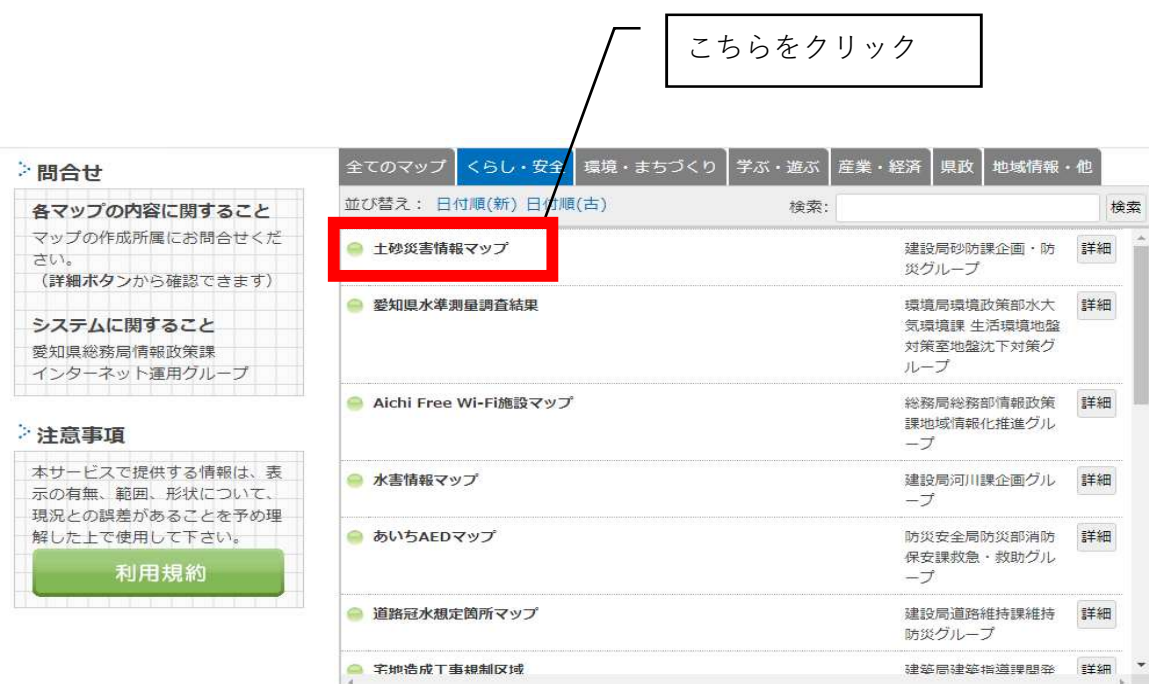 こちらをクリック
問合せ
各マップの内容に関すること
マップの作成所属にお問合せくだ
さい。
（詳細ボタンから確認できます）
システムに関すること
愛知県総務局情報政策課
インターネット運用グループ
注意事項
本サービスで提供する情報は、表
示の有無、範囲、形状について、
現況との誤差があることを予め理
解した上で使用して下さい。
利用規約
全てのマップ くらし・安全 環境・まちづくり 学ぶ・遊ぶ 産業・経済 県政 地域情報・他
並び替え： 日付順(新) 日付順(古) 検索: 検索
土砂災害情報マップ 建設局砂防課企画・防 詳細
災グループ
愛知県水準測量調査結果 環境局環境政策部水大 詳細
気環境課 生活環境地盤
対策室地盤沈下対策グ
ループ
Aichi Free Wi-Fi施設マップ 総務局総務部情報政策 詳細
課地域情報化推進グル
ープ
水害情報マップ 建設局河川課企画グル 詳細
ープ
あいちAEDマップ 防災安全局防災部消防 詳細
保安課救急・救助グル
ープ
道路冠水想定箇所マップ 建設局道路維持課維持 詳細
防災グループ
宅地造成工事規制区域 建築局建築指導課開発 詳細